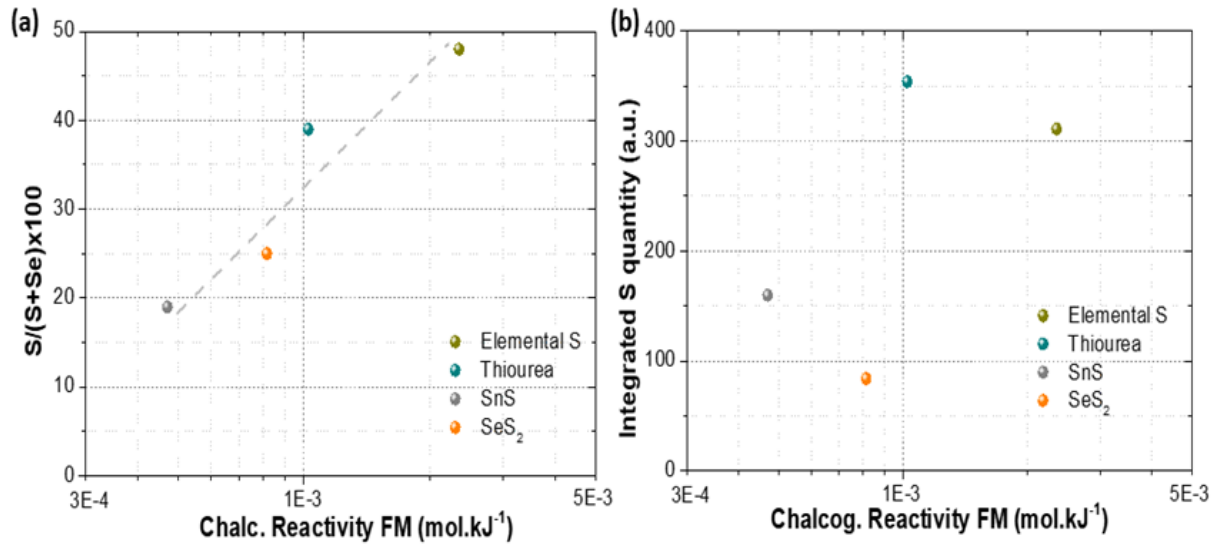 (a)
S/(S+Se)x100
50
40
30
20
10
0
Elemental S
Thiourea
SnS
SeS₂
3E-4
1E-3
5E-3
Chalc. Reactivity FM (mol.kJ⁻¹)
(b)
Integrated S quantity (a.u.)
400
300
200
100
0
Elemental S
Thiourea
SnS
SeS₂
3E-4
1E-3
5E-3
Chalcog. Reactivity FM (mol.kJ⁻¹)